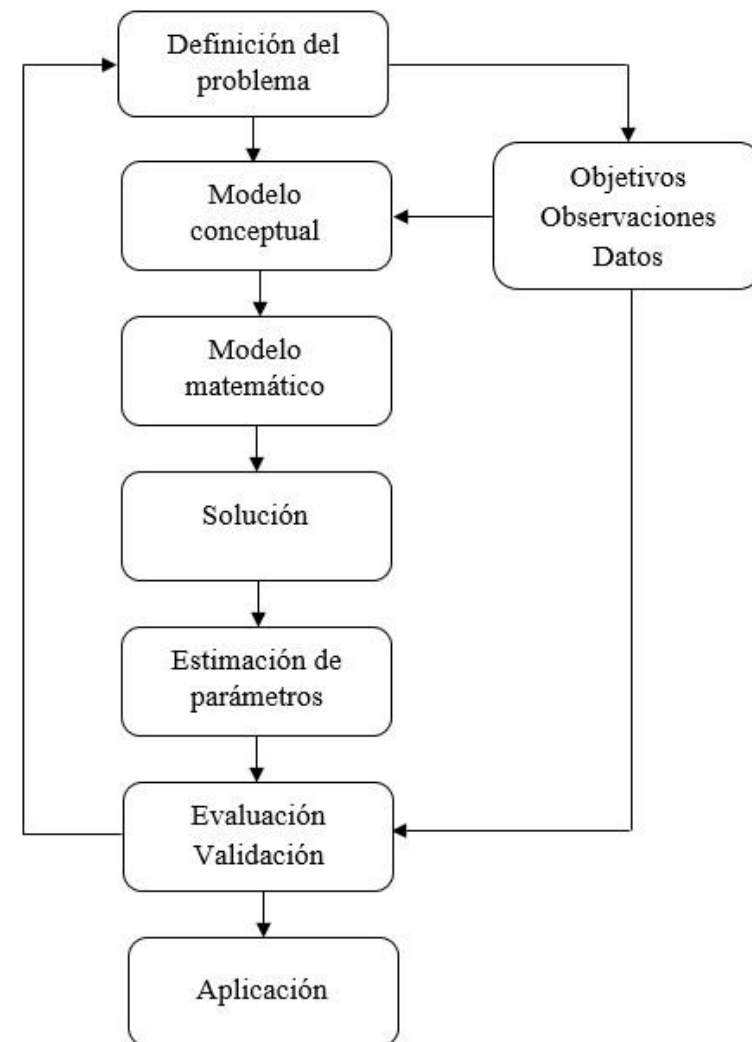 Definición del
problema
Objetivos
Observaciones
Datos
Modelo
conceptual
Modelo
matemático
Solución
Estimación de
parámetros
Evaluación
Validación
Aplicación